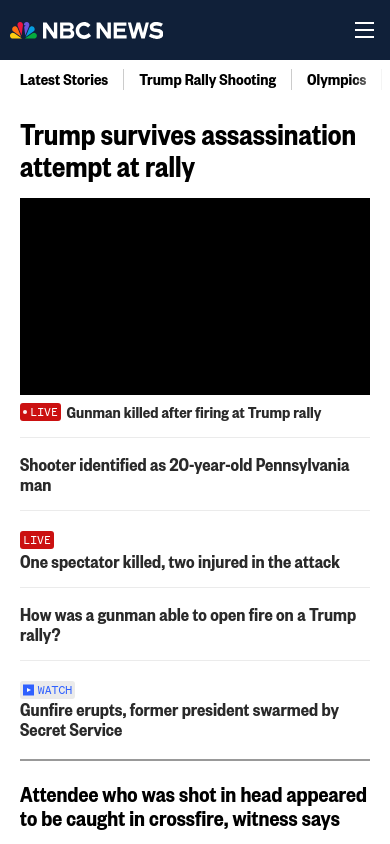 NBC NEWS
Latest Stories
Trump Rally Shooting
Olympics
Trump survives assassination
attempt at rally
LIVE Gunman killed after firing at Trump rally
Shooter identified as 20-year-old Pennsylvania
man
LIVE
One spectator killed, two injured in the attack
How was a gunman able to open fire on a Trump
rally?
WATCH
Gunfire erupts, former president swarmed by
Secret Service
Attendee who was shot in head appeared
to be caught in crossfire, witness says